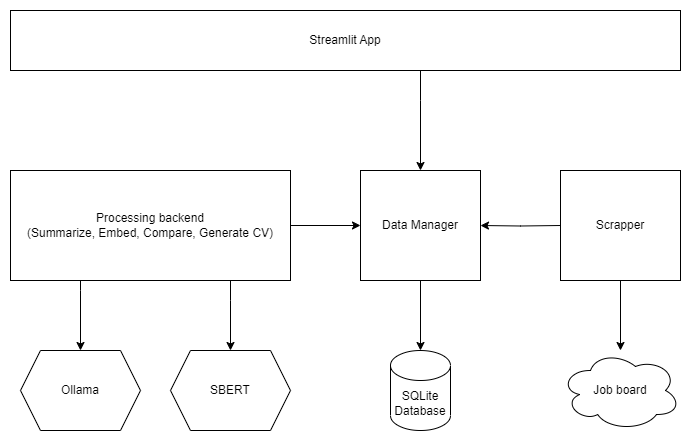 Streamlit App
Processing backend
(Summarize, Embed, Compare, Generate CV)
Data Manager
Scrapper
Ollama
SBERT
SQLite
Database
Job board